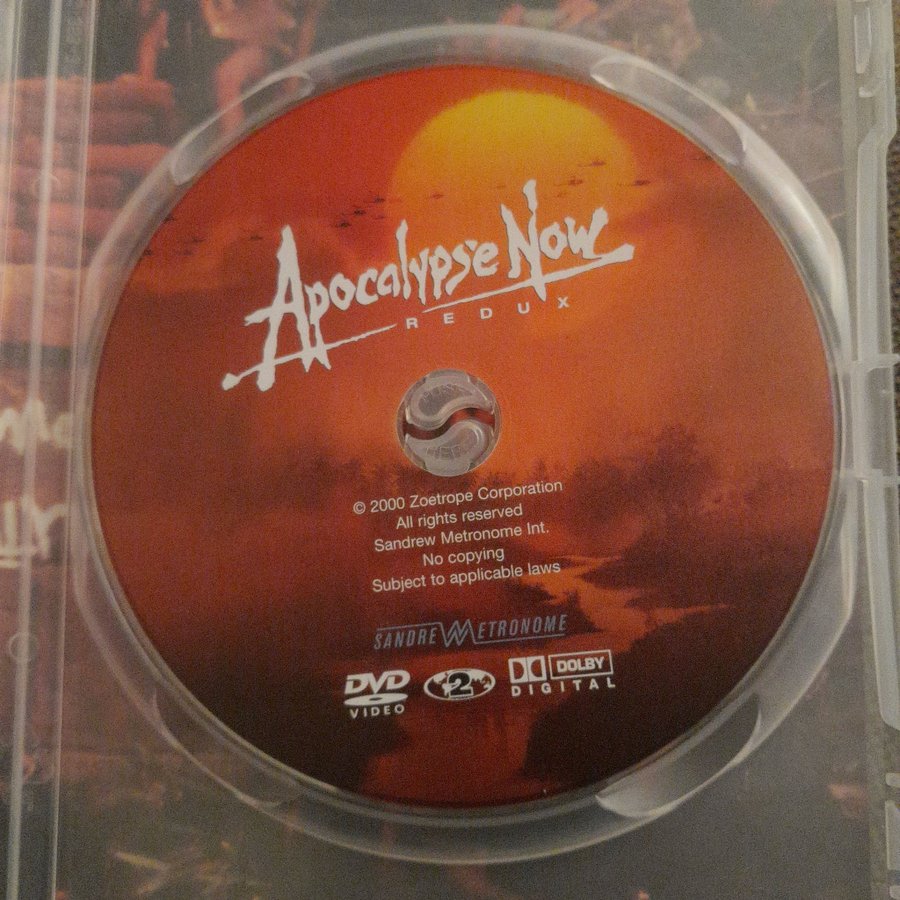 Apocalypse Now
REDUX
© 2000 Zoetrope Corporation
All rights reserved
Sandrew Metronome Int.
No copying
Subject to applicable laws
SANDREW METRONOME
DVD
VIDEO
2
DOLBY
DIGITAL